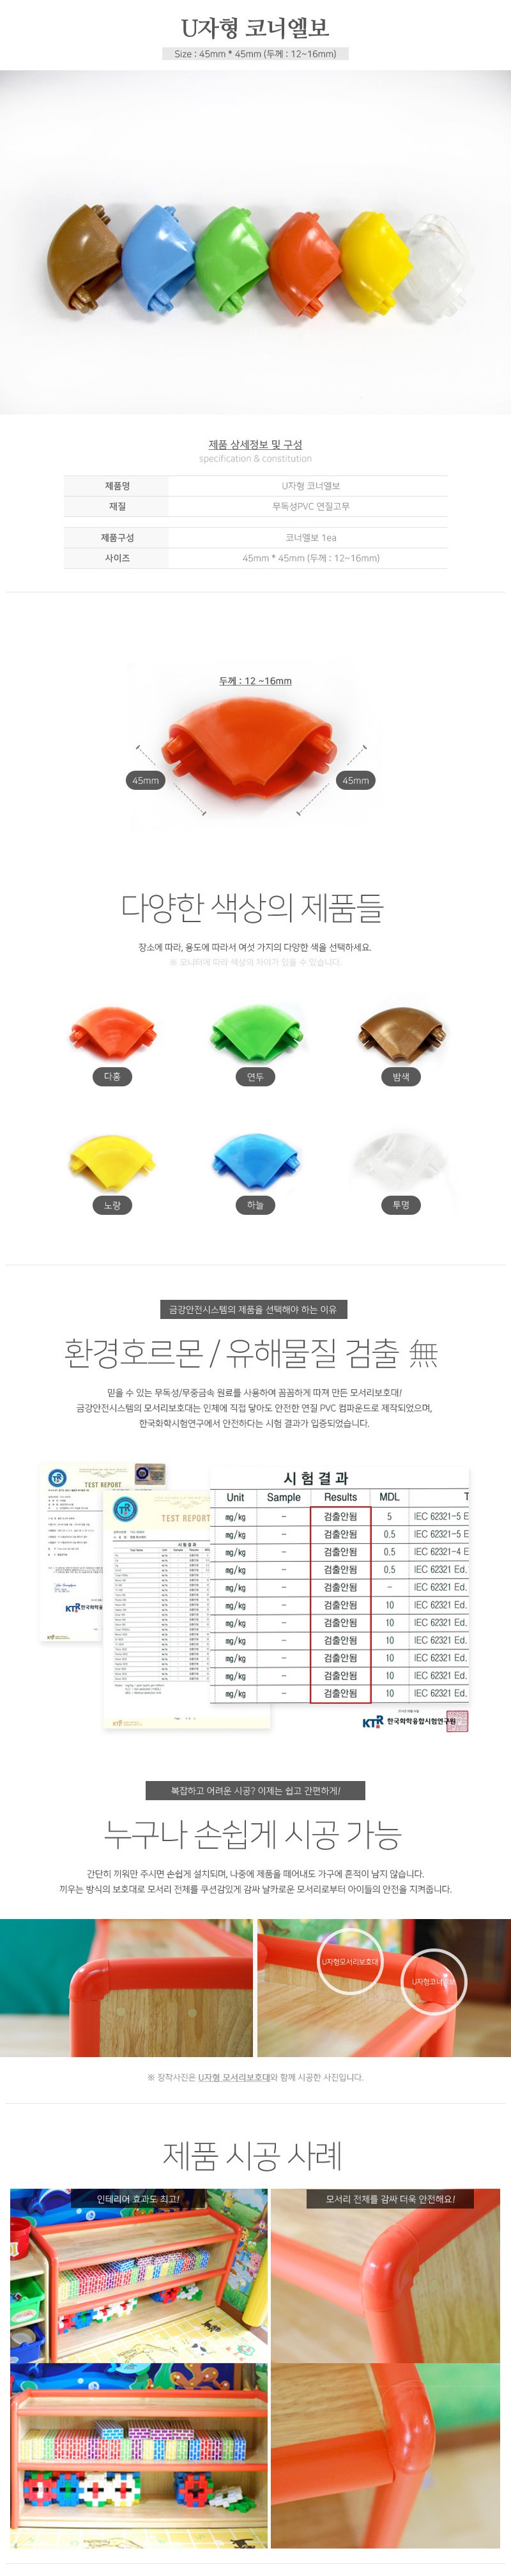 U자형 코너엘보
Size : 45mm * 45mm (두께 : 12~16mm)
제품 상세정보 및 구성
specification & constitution
제품명 U자형 코너엘보
재질 무독성PVC 연질고무
제품구성 코너엘보 1ea
사이즈 45mm * 45mm (두께 : 12~16mm)
두께 : 12 ~16mm
45mm 45mm
다양한 색상의 제품들
장소에 따라, 용도에 따라서 여섯 가지의 다양한 색을 선택하세요.
※ 모니터에 따라 색상의 차이가 있을 수 있습니다.
다홍 연두 밤색
노랑 하늘 투명
금강안전시스템의 제품을 선택해야 하는 이유
환경호르몬 / 유해물질 검출 無
믿을 수 있는 무독성/무중금속 원료를 사용하여 꼼꼼하게 따져 만든 모서리보호대!
금강안전시스템의 모서리보호대는 인체에 직접 닿아도 안전한 연질 PVC 컴파운드로 제작되었으며,
한국화학시험연구에서 안전하다는 시험 결과가 입증되었습니다.
TEST REPORT
TEST REPORT
시험결과
시험결과
Unit Sample Results MDL T
mg/kg - 검출안됨 5 IEC 62321-5 E
mg/kg - 검출안됨 0.5 IEC 62321-5 E
mg/kg - 검출안됨 0.5 IEC 62321-4 E
mg/kg - 검출안됨 0.5 IEC 62321 Ed.
mg/kg - 검출안됨 - IEC 62321 Ed.
mg/kg - 검출안됨 10 IEC 62321 Ed.
mg/kg - 검출안됨 10 IEC 62321 Ed.
mg/kg - 검출안됨 10 IEC 62321 Ed.
mg/kg - 검출안됨 10 IEC 62321 Ed.
mg/kg - 검출안됨 10 IEC 62321 Ed.
mg/kg - 검출안됨 10 IEC 62321 Ed.
KTR 한국화학융합시험연구원
복잡하고 어려운 시공? 이제는 쉽고 간편하게!
누구나 손쉽게 시공 가능
간단히 끼워만 주시면 손쉽게 설치되며, 나중에 제품을 떼어내도 가구에 흔적이 남지 않습니다.
끼우는 방식의 보호대로 모서리 전체를 쿠션감있게 감싸 날카로운 모서리로부터 아이들의 안전을 지켜줍니다.
U자형모서리보호대
U자형코너엘보
※ 장착사진은 U자형 모서리보호대와 함께 시공한 사진입니다.
제품 시공 사례
인테리어 효과도 최고!
모서리 전체를 감싸 더욱 안전해요!